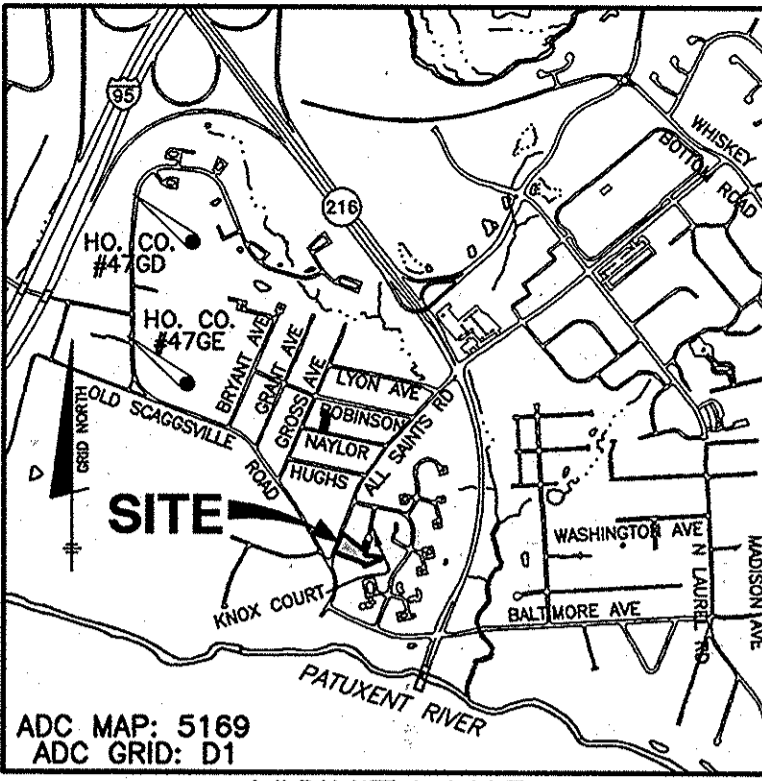 95
WHISKEY
BOTTOM ROAD
216
HO. CO.
#47GD
HO. CO.
#47GE
BRYANT AVE
GRANT AVE
GROSS AVE
LYON AVE
ROBINSON
NAYLOR
HUGHS
ALL SAINTS RD
OLD SCAGGSVILLE
ROAD
GRID NORTH
SITE
KNOX COURT
WASHINGTON AVE
N LAUREL RD
MADISON AVE
BALTIMORE AVE
PATUXENT RIVER
ADC MAP: 5169
ADC GRID: D1